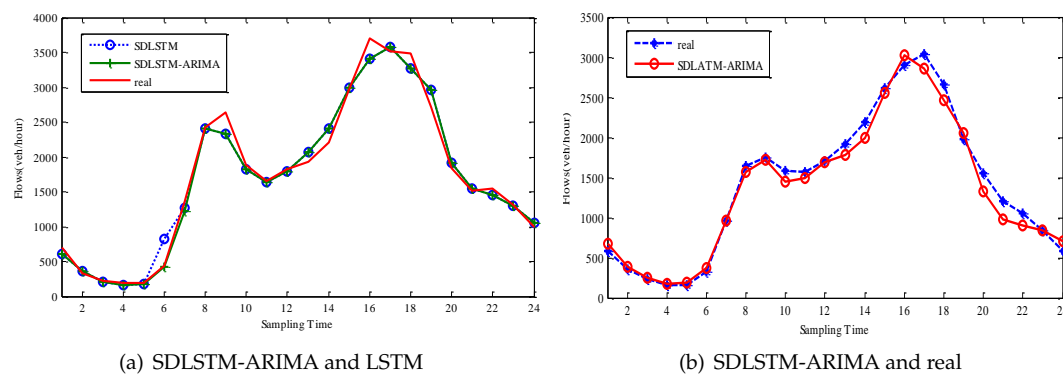 4000
3500
3000
2500
2000
1500
1000
500
0
Flows(veh/hour)
SDLSTM
SDLSTM-ARIMA
real
2 4 6 8 10 12 14 16 18 20 22 24
Sampling Time
(a) SDLSTM-ARIMA and LSTM
3500
3000
2500
2000
1500
1000
500
0
Flows(veh/hour)
real
SDLATM-ARIMA
2 4 6 8 10 12 14 16 18 20 22 2
Sampling Time
(b) SDLSTM-ARIMA and real